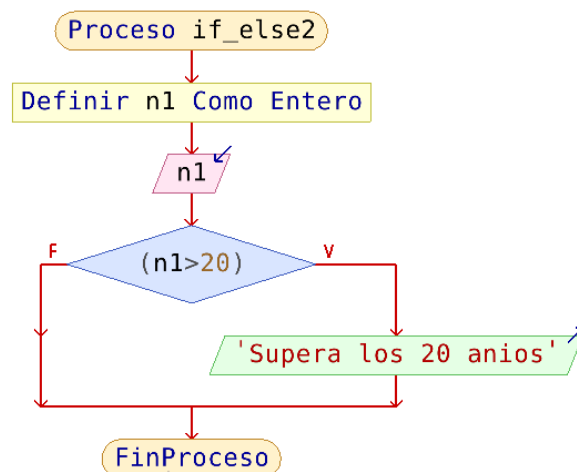 Proceso if_else2
Definir n1 Como Entero
n1
F
(n1>20)
V
'Supera los 20 anios'
FinProceso